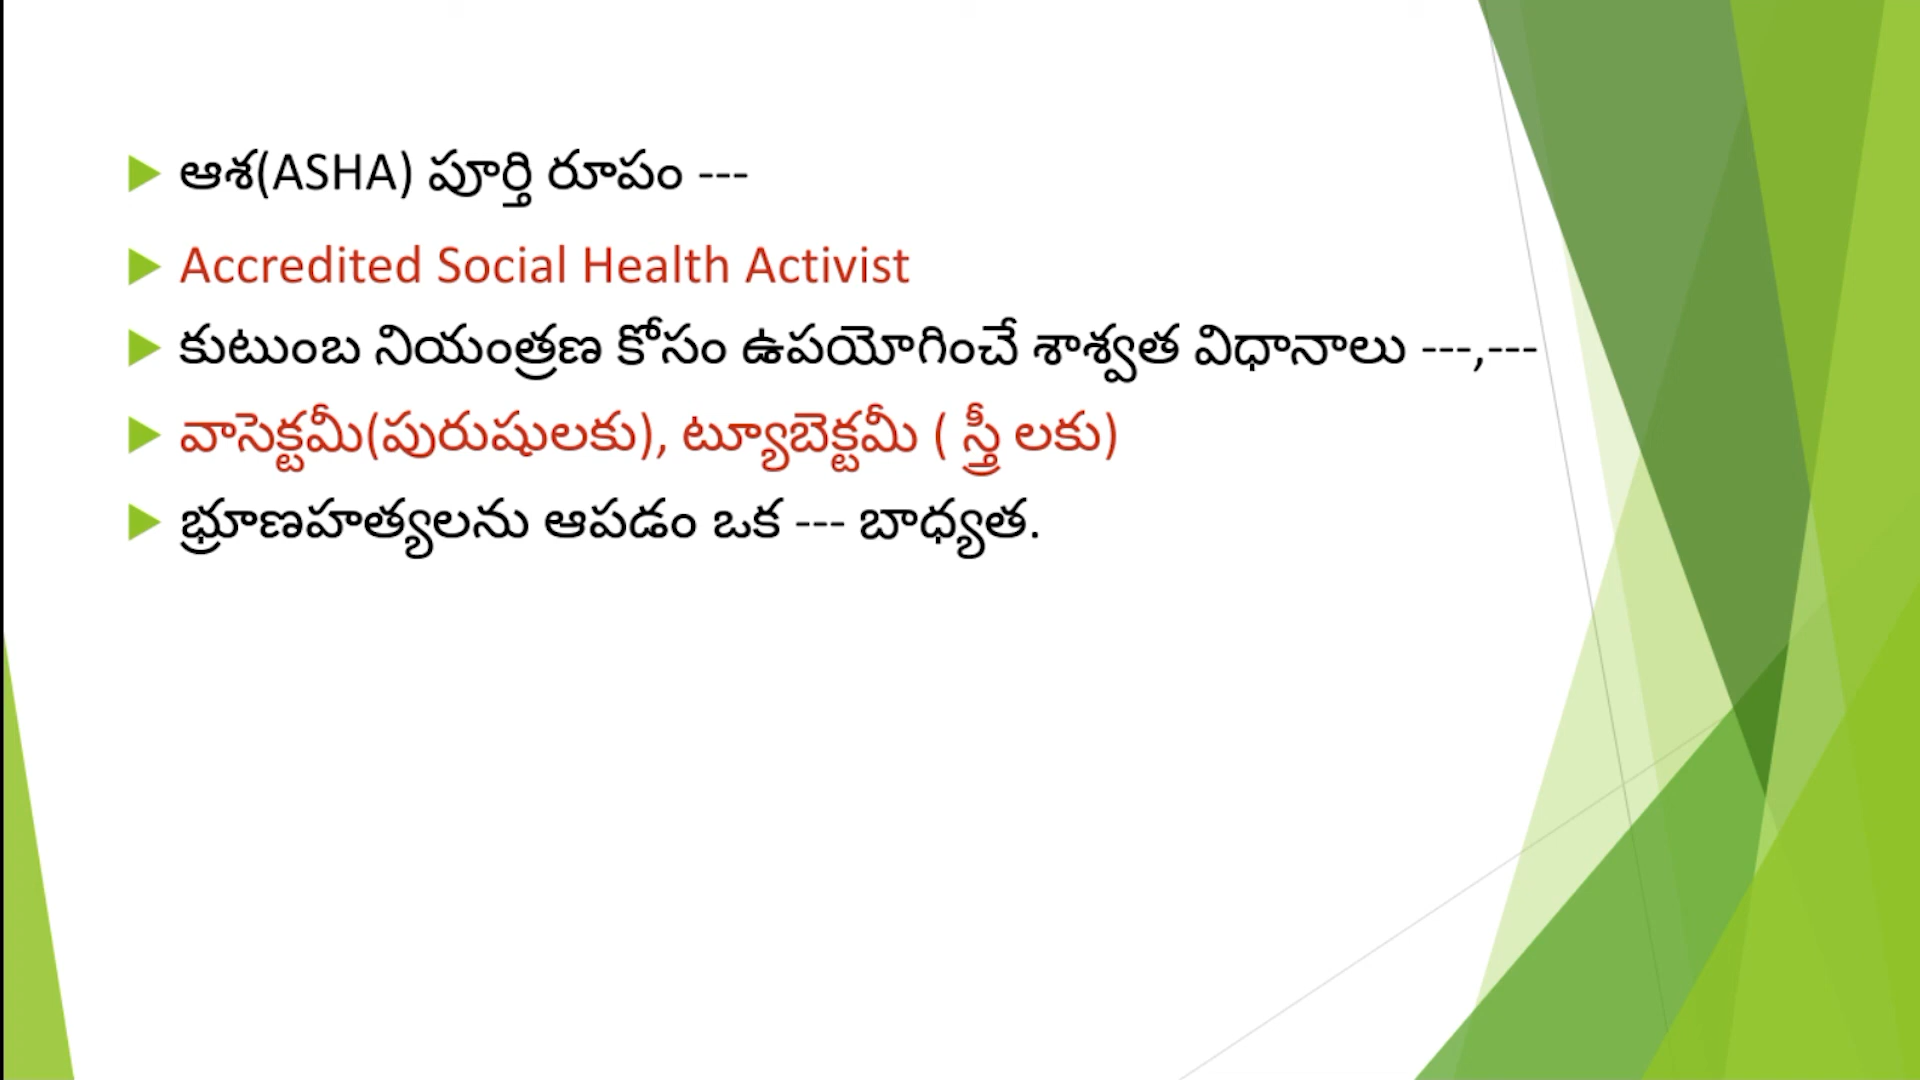 ఆశ(ASHA) పూర్తి రూపం ---
Accredited Social Health Activist
కుటుంబ నియంత్రణ కోసం ఉపయోగించే శాశ్వత విధానాలు ---,---
వాసెక్టమీ(పురుషులకు), ట్యూబెక్టమీ ( స్త్రీ లకు)
భ్రూణహత్యలను ఆపడం ఒక --- బాధ్యత.